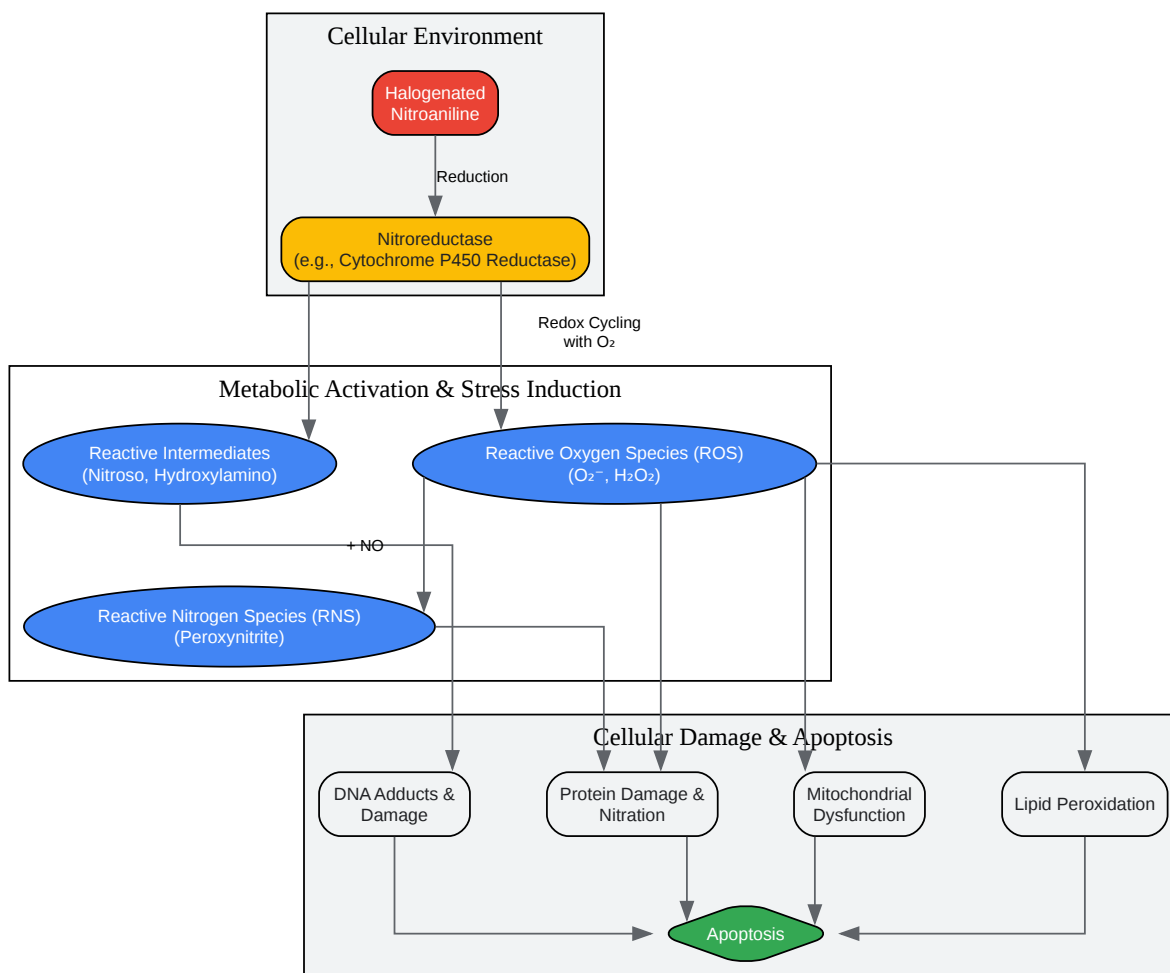 Cellular Environment
Halogenated
Nitroaniline
Reduction
Nitroreductase
(e.g., Cytochrome P450 Reductase)
Redox Cycling
with O₂
Metabolic Activation & Stress Induction
Reactive Intermediates
(Nitroso, Hydroxylamino)
Reactive Oxygen Species (ROS)
(O₂⁻, H₂O₂)
+ NO
Reactive Nitrogen Species (RNS)
(Peroxynitrite)
Cellular Damage & Apoptosis
DNA Adducts &
Damage
Protein Damage &
Nitration
Mitochondrial
Dysfunction
Lipid Peroxidation
Apoptosis